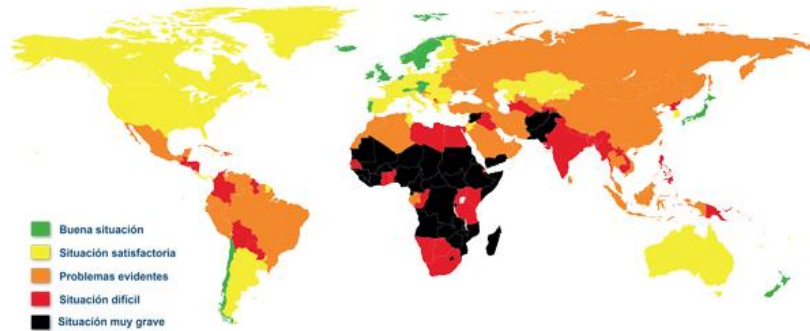 Buena situación
Situación satisfactoria
Problemas evidentes
Situación difícil
Situación muy grave